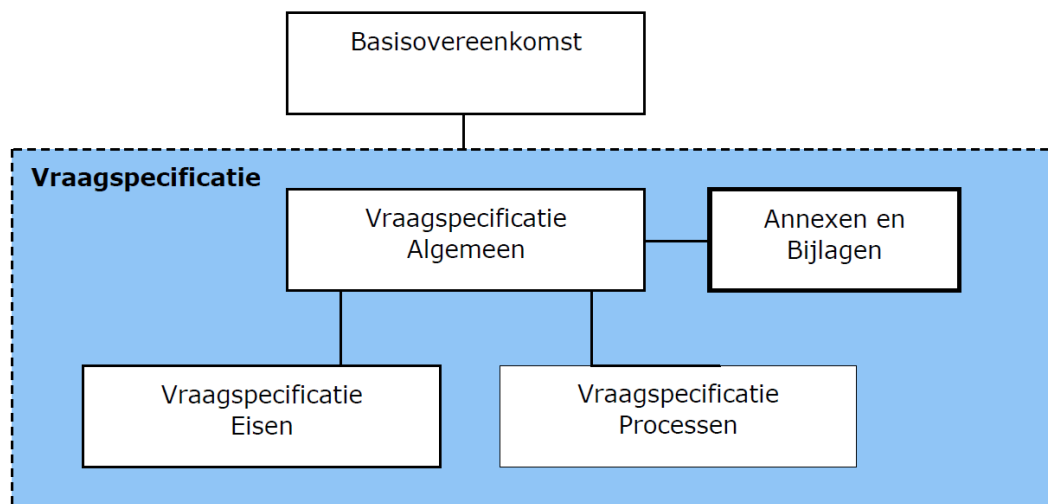 Basisovereenkomst
Vraagspecificatie
Vraagspecificatie
Algemeen
Annexen en
Bijlagen
Vraagspecificatie
Eisen
Vraagspecificatie
Processen